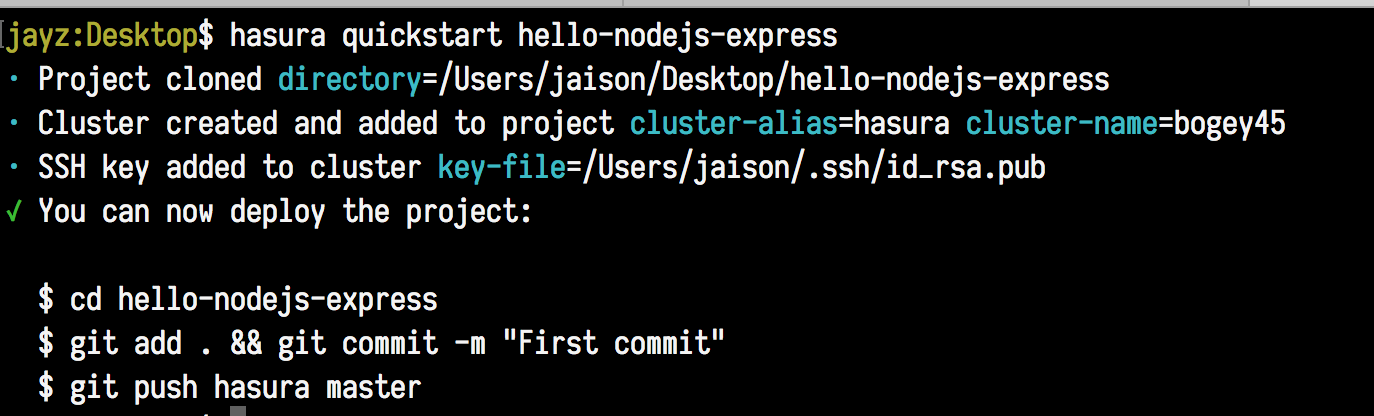 [jayz:Desktop$ hasura quickstart hello-nodejs-express
· Project cloned directory=/Users/jaison/Desktop/hello-nodejs-express
· Cluster created and added to project cluster-alias=hasura cluster-name=bogey45
· SSH key added to cluster key-file=/Users/jaison/.ssh/id_rsa.pub
✓ You can now deploy the project:
$ cd hello-nodejs-express
$ git add . && git commit -m "First commit"
$ git push hasura master